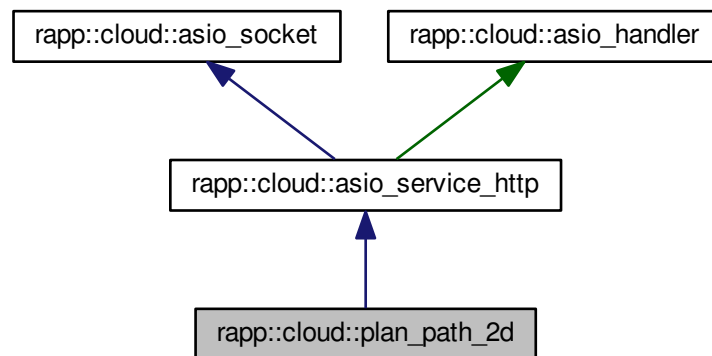 rapp::cloud::asio_socket
rapp::cloud::asio_handler
rapp::cloud::asio_service_http
rapp::cloud::plan_path_2d